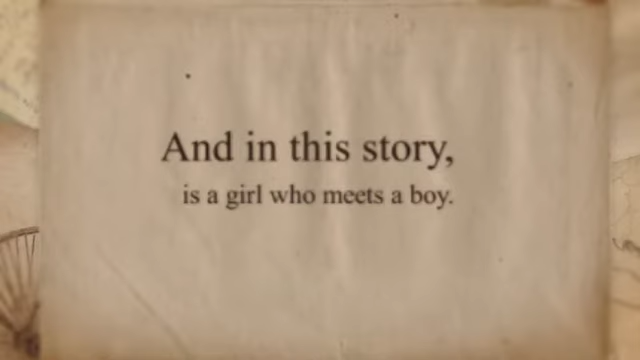 And in this story,
is a girl who meets a boy.